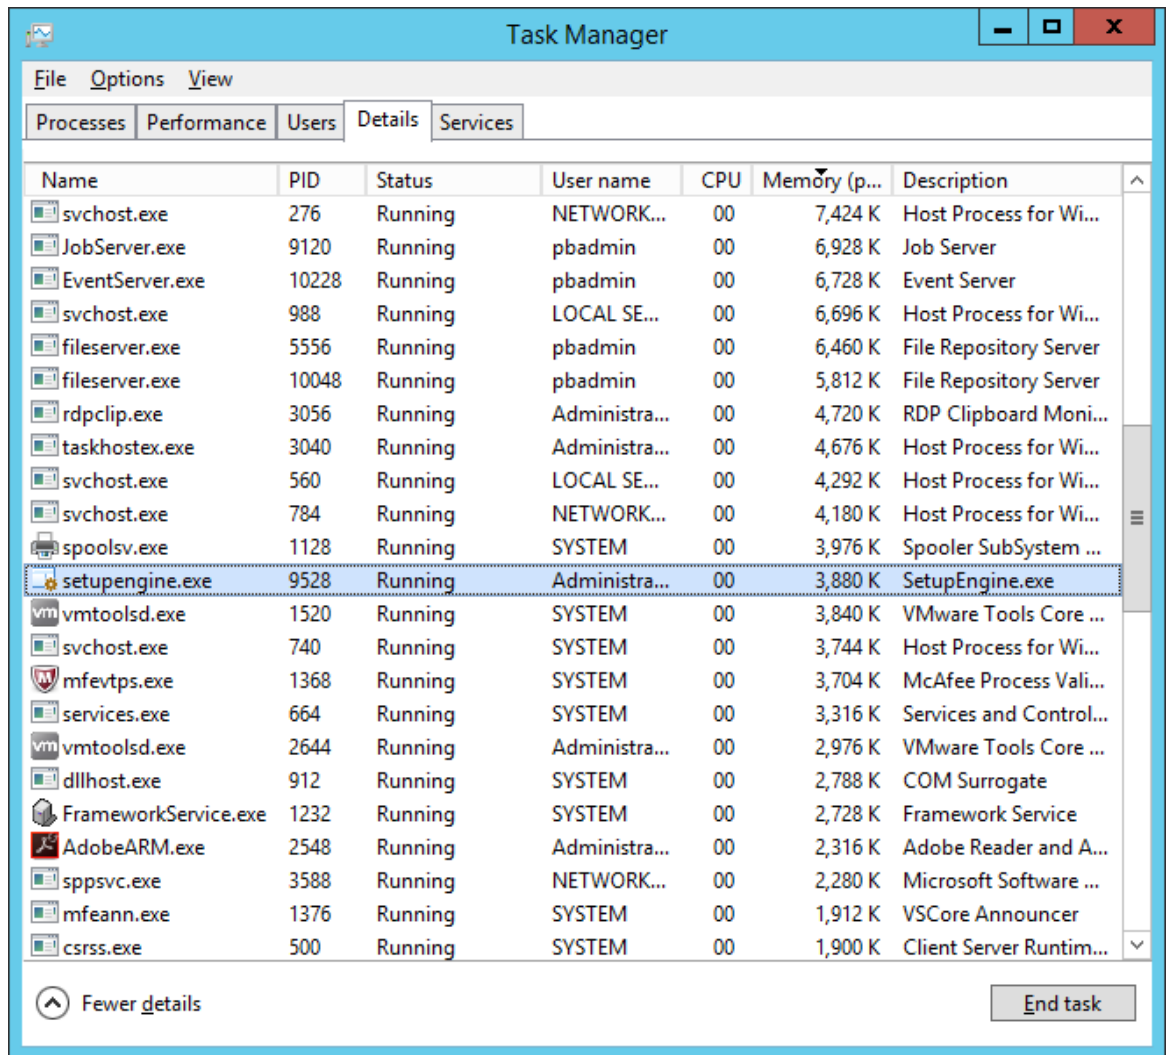 Task Manager
File Options View
Processes Performance Users Details Services
Name PID Status User name CPU Memory (p... Description
svchost.exe 276 Running NETWORK... 00 7,424 K Host Process for Wi...
JobServer.exe 9120 Running pbadmin 00 6,928 K Job Server
EventServer.exe 10228 Running pbadmin 00 6,728 K Event Server
svchost.exe 988 Running LOCAL SE... 00 6,696 K Host Process for Wi...
fileserver.exe 5556 Running pbadmin 00 6,460 K File Repository Server
fileserver.exe 10048 Running pbadmin 00 5,812 K File Repository Server
rdpclip.exe 3056 Running Administra... 00 4,720 K RDP Clipboard Moni...
taskhostex.exe 3040 Running Administra... 00 4,676 K Host Process for Wi...
svchost.exe 560 Running LOCAL SE... 00 4,292 K Host Process for Wi...
svchost.exe 784 Running NETWORK... 00 4,180 K Host Process for Wi...
spoolsv.exe 1128 Running SYSTEM 00 3,976 K Spooler SubSystem ...
setupengine.exe 9528 Running Administra... 00 3,880 K SetupEngine.exe
vm vmtoolsd.exe 1520 Running SYSTEM 00 3,840 K VMware Tools Core ...
svchost.exe 740 Running SYSTEM 00 3,744 K Host Process for Wi...
mfevtps.exe 1368 Running SYSTEM 00 3,704 K McAfee Process Vali...
services.exe 664 Running SYSTEM 00 3,316 K Services and Control...
vm vmtoolsd.exe 2644 Running Administra... 00 2,976 K VMware Tools Core ...
dllhost.exe 912 Running SYSTEM 00 2,788 K COM Surrogate
FrameworkService.exe 1232 Running SYSTEM 00 2,728 K Framework Service
AdobeARM.exe 2548 Running Administra... 00 2,316 K Adobe Reader and A...
sppsvc.exe 3588 Running NETWORK... 00 2,280 K Microsoft Software ...
mfeann.exe 1376 Running SYSTEM 00 1,912 K VSCore Announcer
csrss.exe 500 Running SYSTEM 00 1,900 K Client Server Runtim...
Fewer details End task